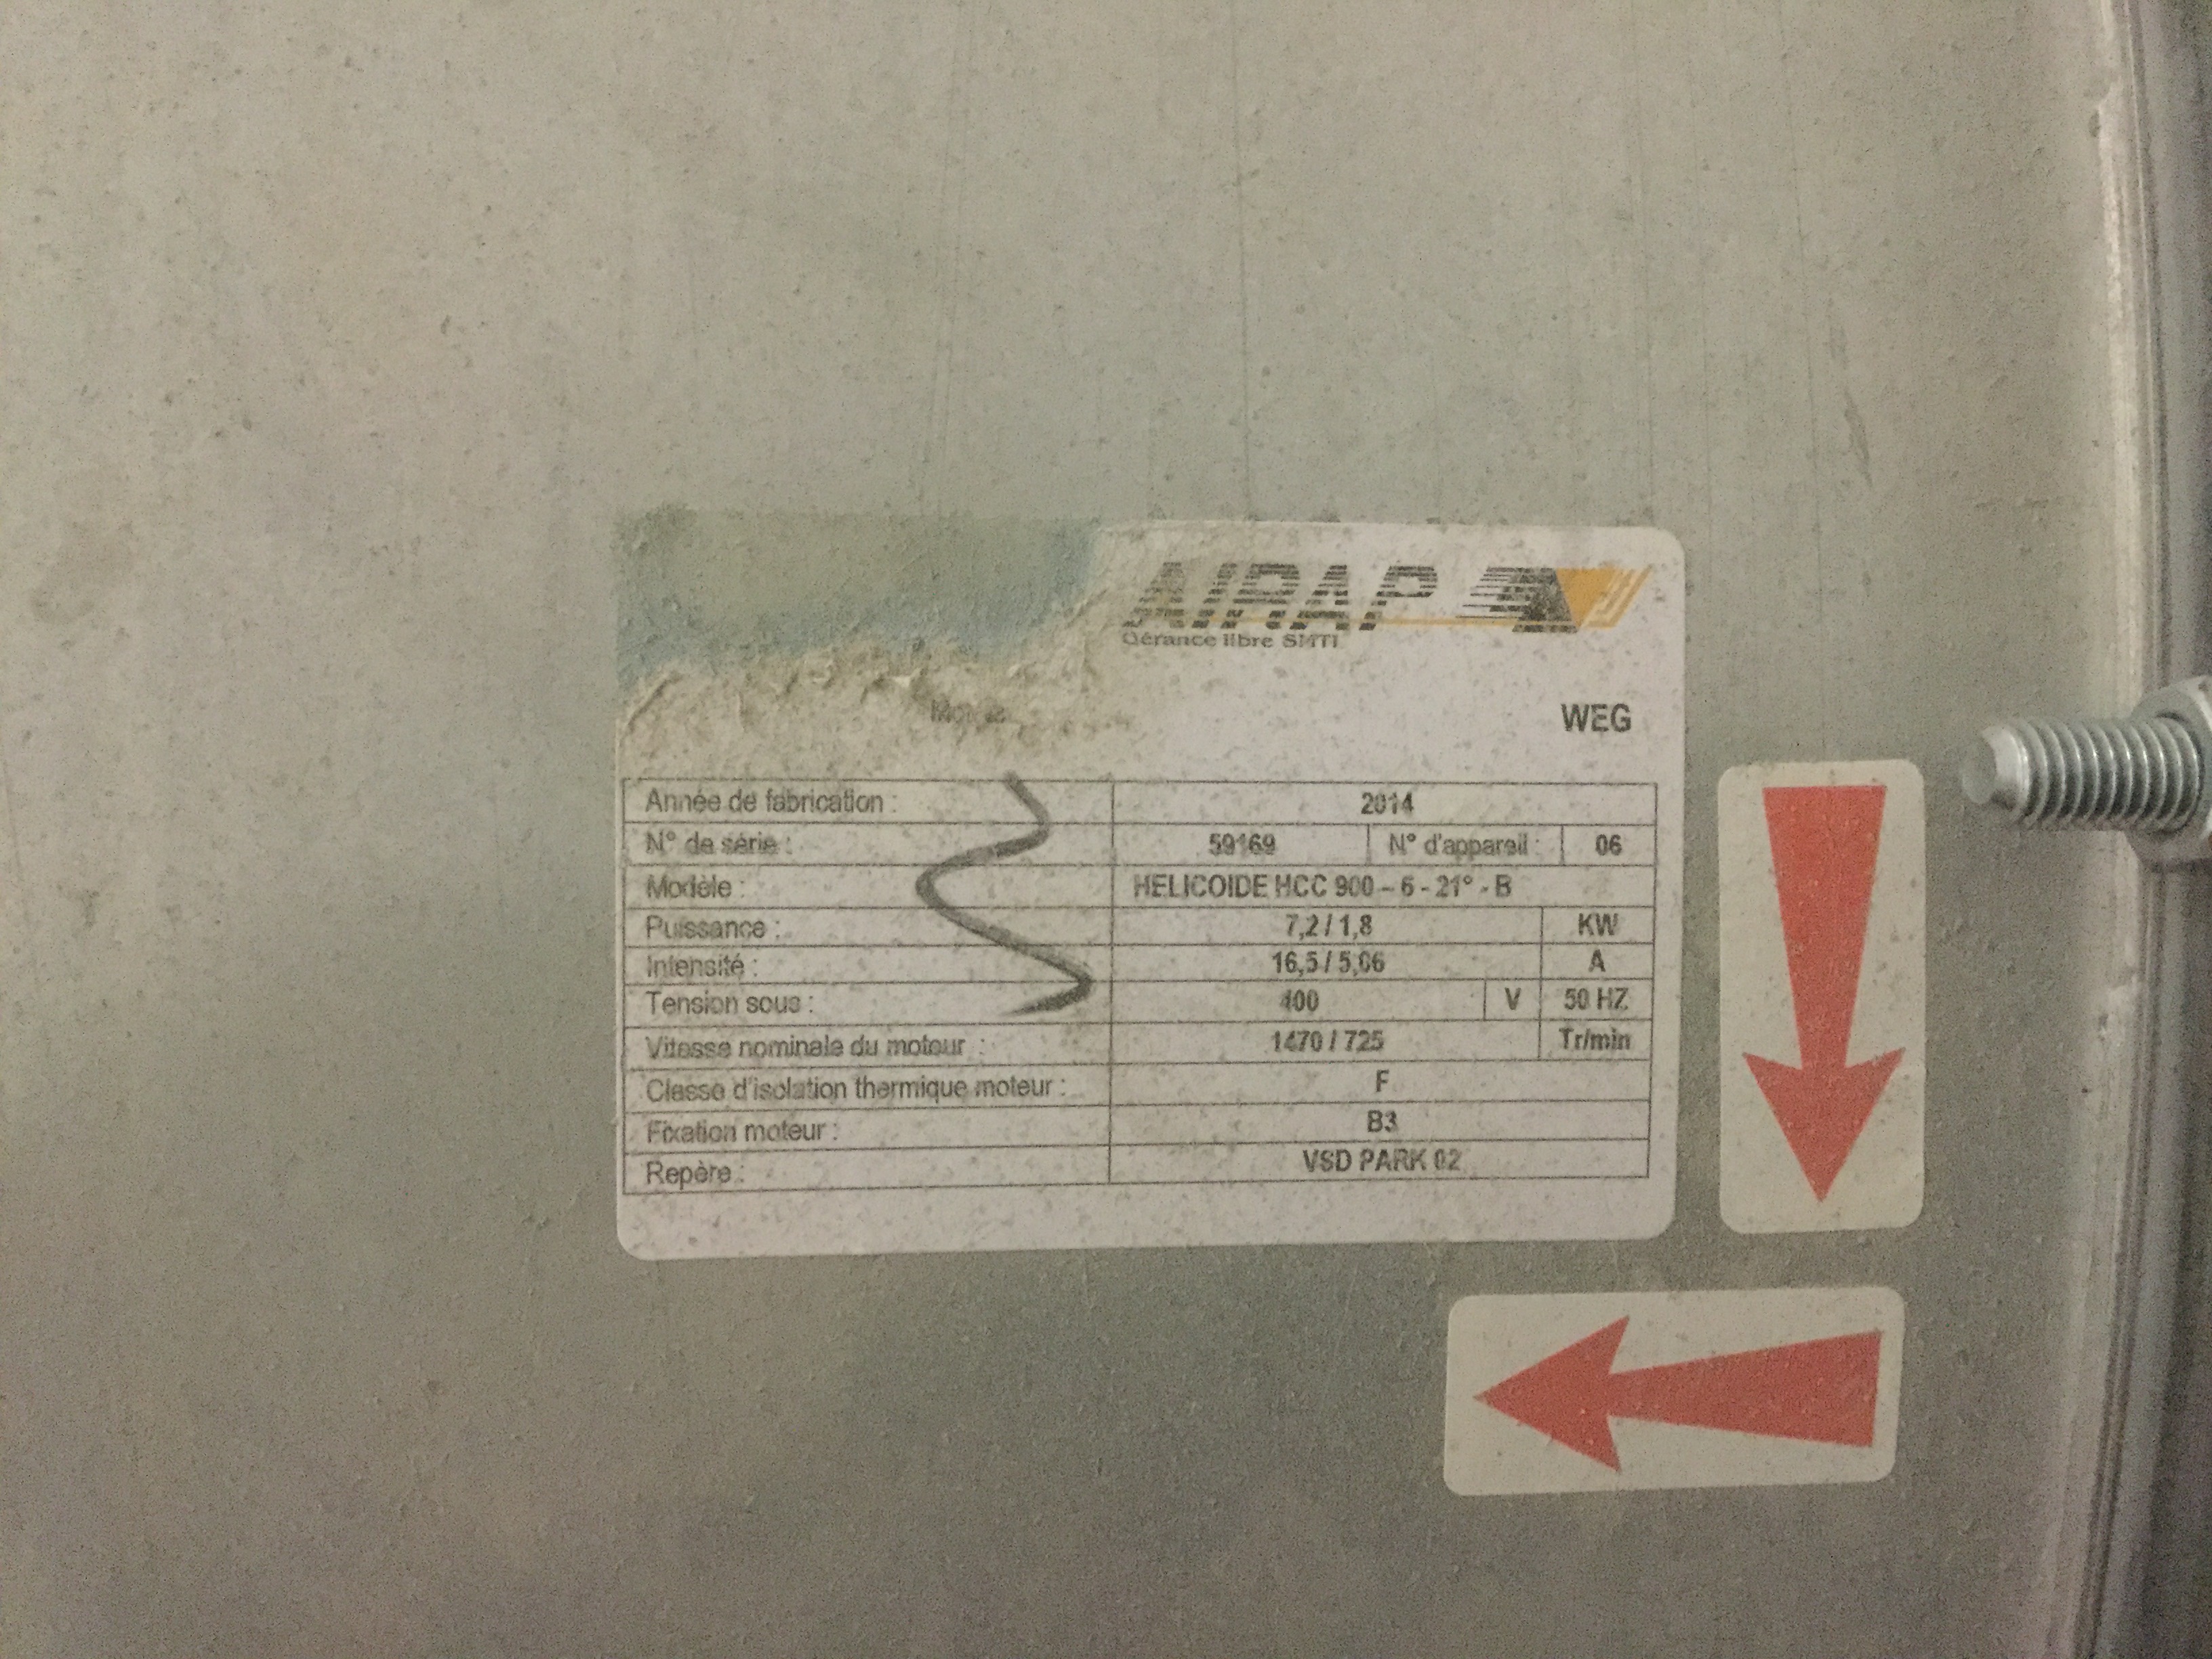 AIRAP
Gérance libre SMTI
WEG
Année de fabrication : 2014
N° de série : 59169 N° d'appareil : 06
Modèle : HELICOIDE HCC 900 – 6 - 21° - B
Puissance : 7,2 / 1,8 KW
Intensité : 16,5 / 5,06 A
Tension sous : 400 V 50 HZ
Vitesse nominale du moteur : 1470 / 725 Tr/min
Classe d'isolation thermique moteur : F
Fixation moteur : B3
Repère : VSD PARK 02